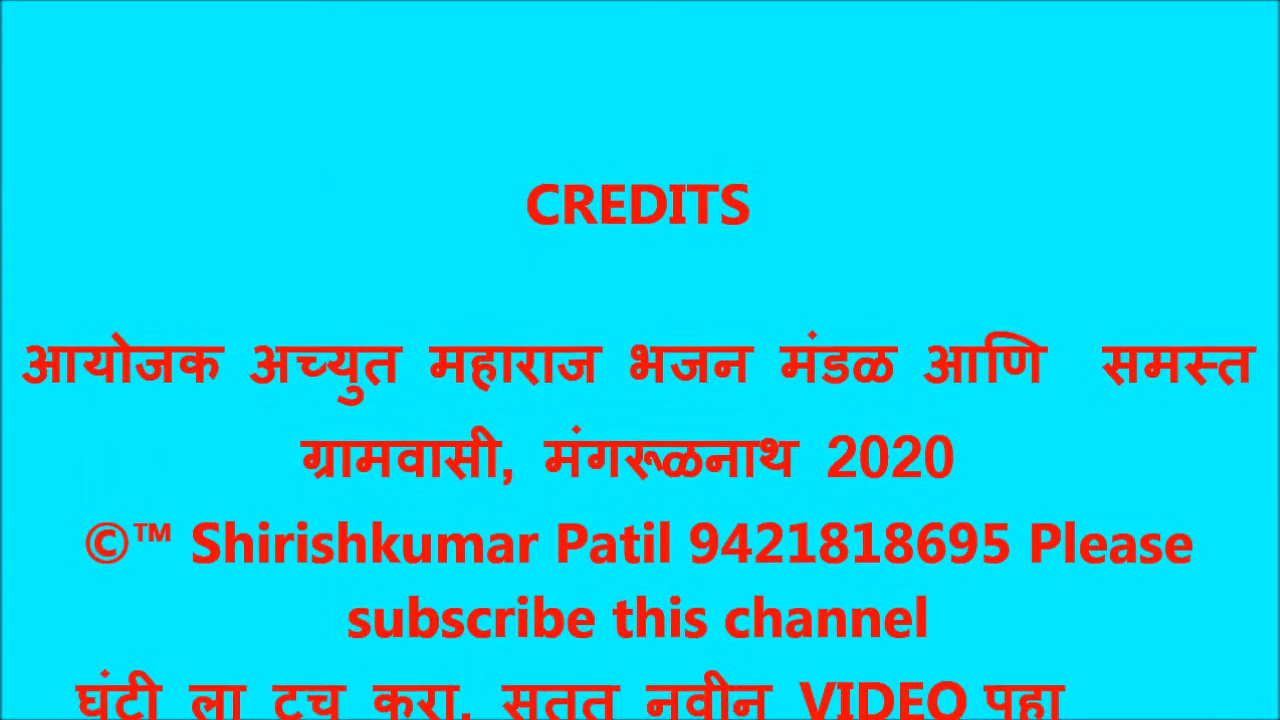 CREDITS
आयोजक अच्युत महाराज भजन मंडळ आणि समस्त
ग्रामवासी, मंगरूळनाथ 2020
©™ Shirishkumar Patil 9421818695 Please
subscribe this channel
घंटी ला टच करा. सतत नवीन VIDEO पहा